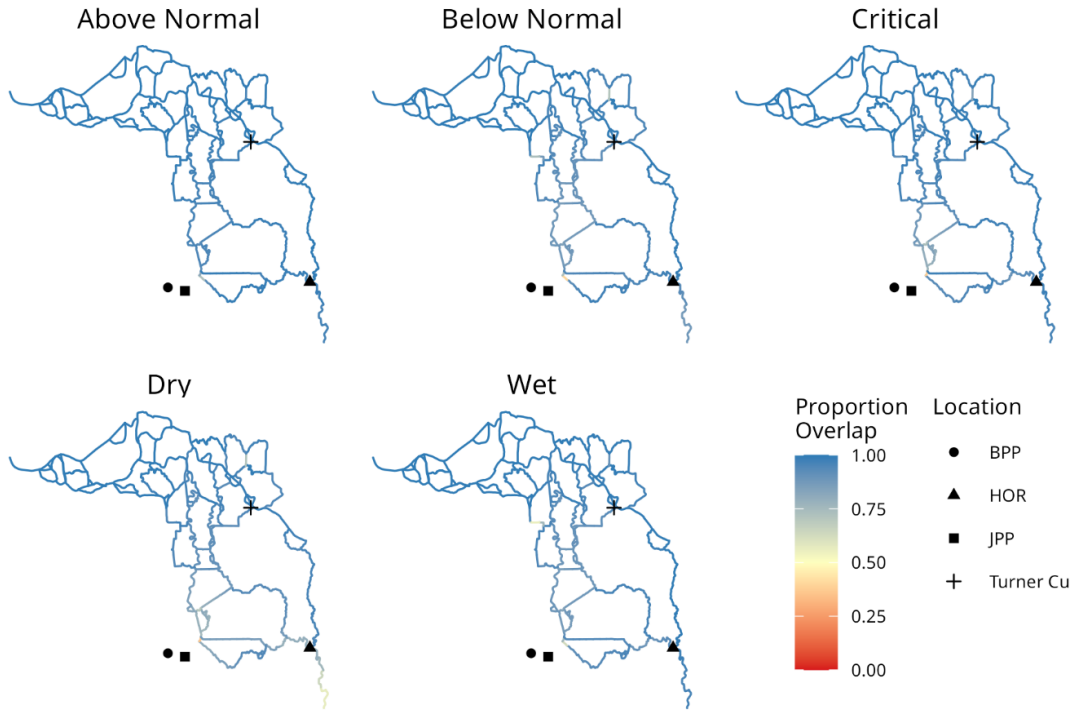 Above Normal
Below Normal
Critical
Dry
Wet
Proportion
Overlap
1.00
0.75
0.50
0.25
0.00
Location
BPP
HOR
JPP
Turner Cu